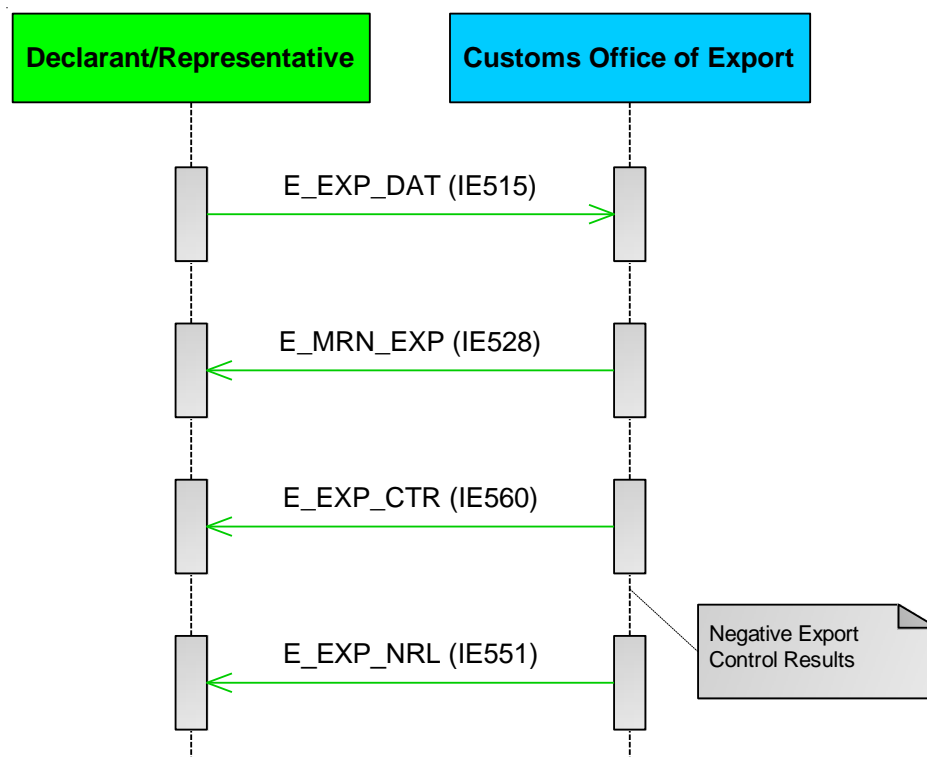 Declarant/Representative
Customs Office of Export
E_EXP_DAT (IE515)
E_MRN_EXP (IE528)
E_EXP_CTR (IE560)
Negative Export
Control Results
E_EXP_NRL (IE551)